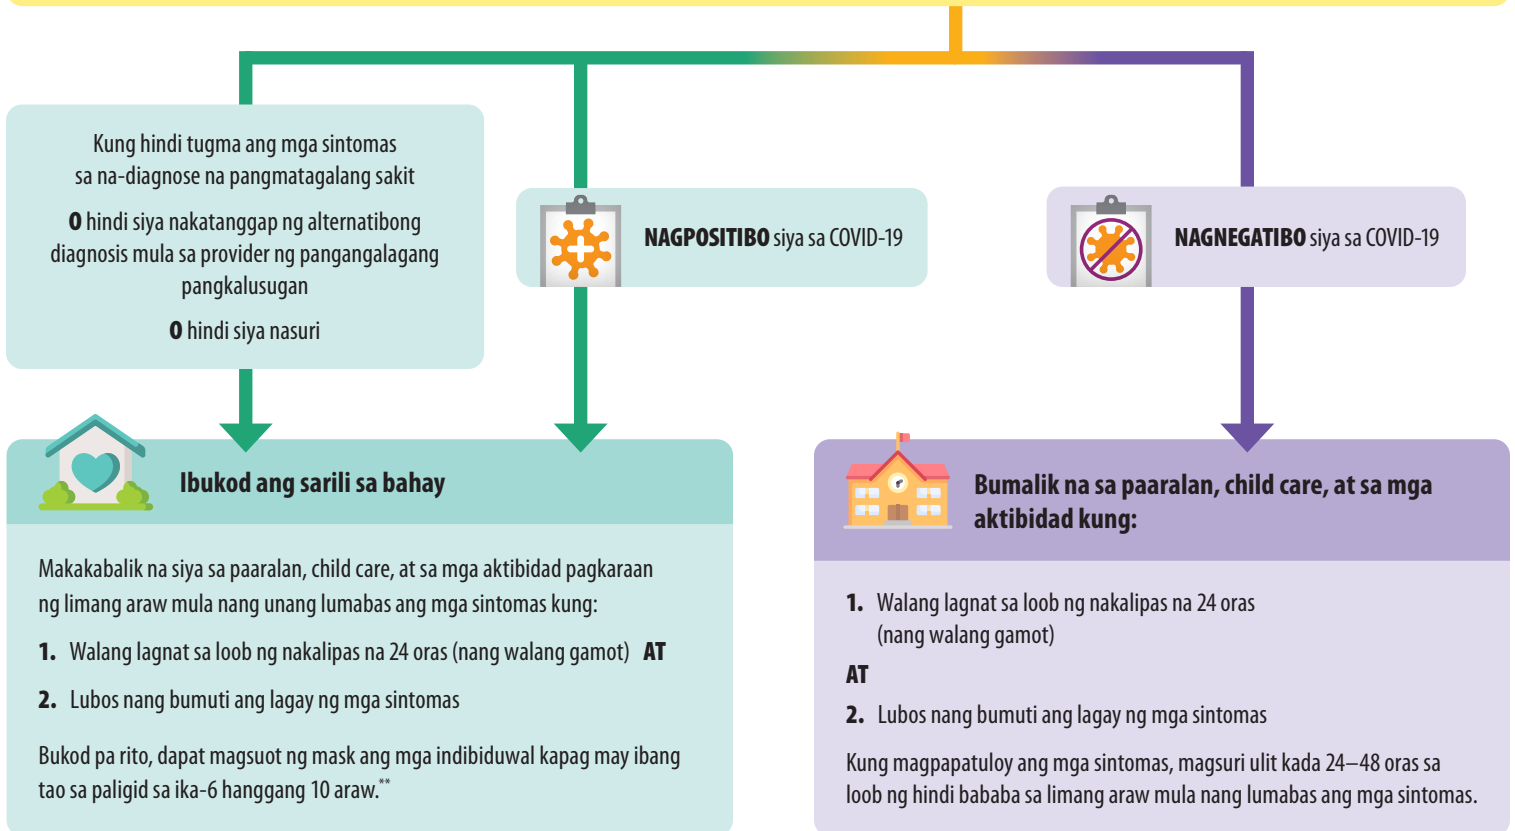 Kung hindi tugma ang mga sintomas
sa na-diagnose na pangmatagalang sakit
O hindi siya nakatanggap ng alternatibong
diagnosis mula sa provider ng pangangalagang
pangkalusugan
O hindi siya nasuri
NAGPOSITIBO siya sa COVID-19
NAGNEGATIBO siya sa COVID-19
Ibukod ang sarili sa bahay
Makakabalik na siya sa paaralan, child care, at sa mga aktibidad pagkaraan
ng limang araw mula nang unang lumabas ang mga sintomas kung:
1. Walang lagnat sa loob ng nakalipas na 24 oras (nang walang gamot) AT
2. Lubos nang bumuti ang lagay ng mga sintomas
Bukod pa rito, dapat magsuot ng mask ang mga indibiduwal kapag may ibang
tao sa paligid sa ika-6 hanggang 10 araw.**
Bumalik na sa paaralan, child care, at sa mga
aktibidad kung:
1. Walang lagnat sa loob ng nakalipas na 24 oras
(nang walang gamot)
AT
2. Lubos nang bumuti ang lagay ng mga sintomas
Kung magpapatuloy ang mga sintomas, magsuri ulit kada 24–48 oras sa
loob ng hindi bababa sa limang araw mula nang lumabas ang mga sintomas.